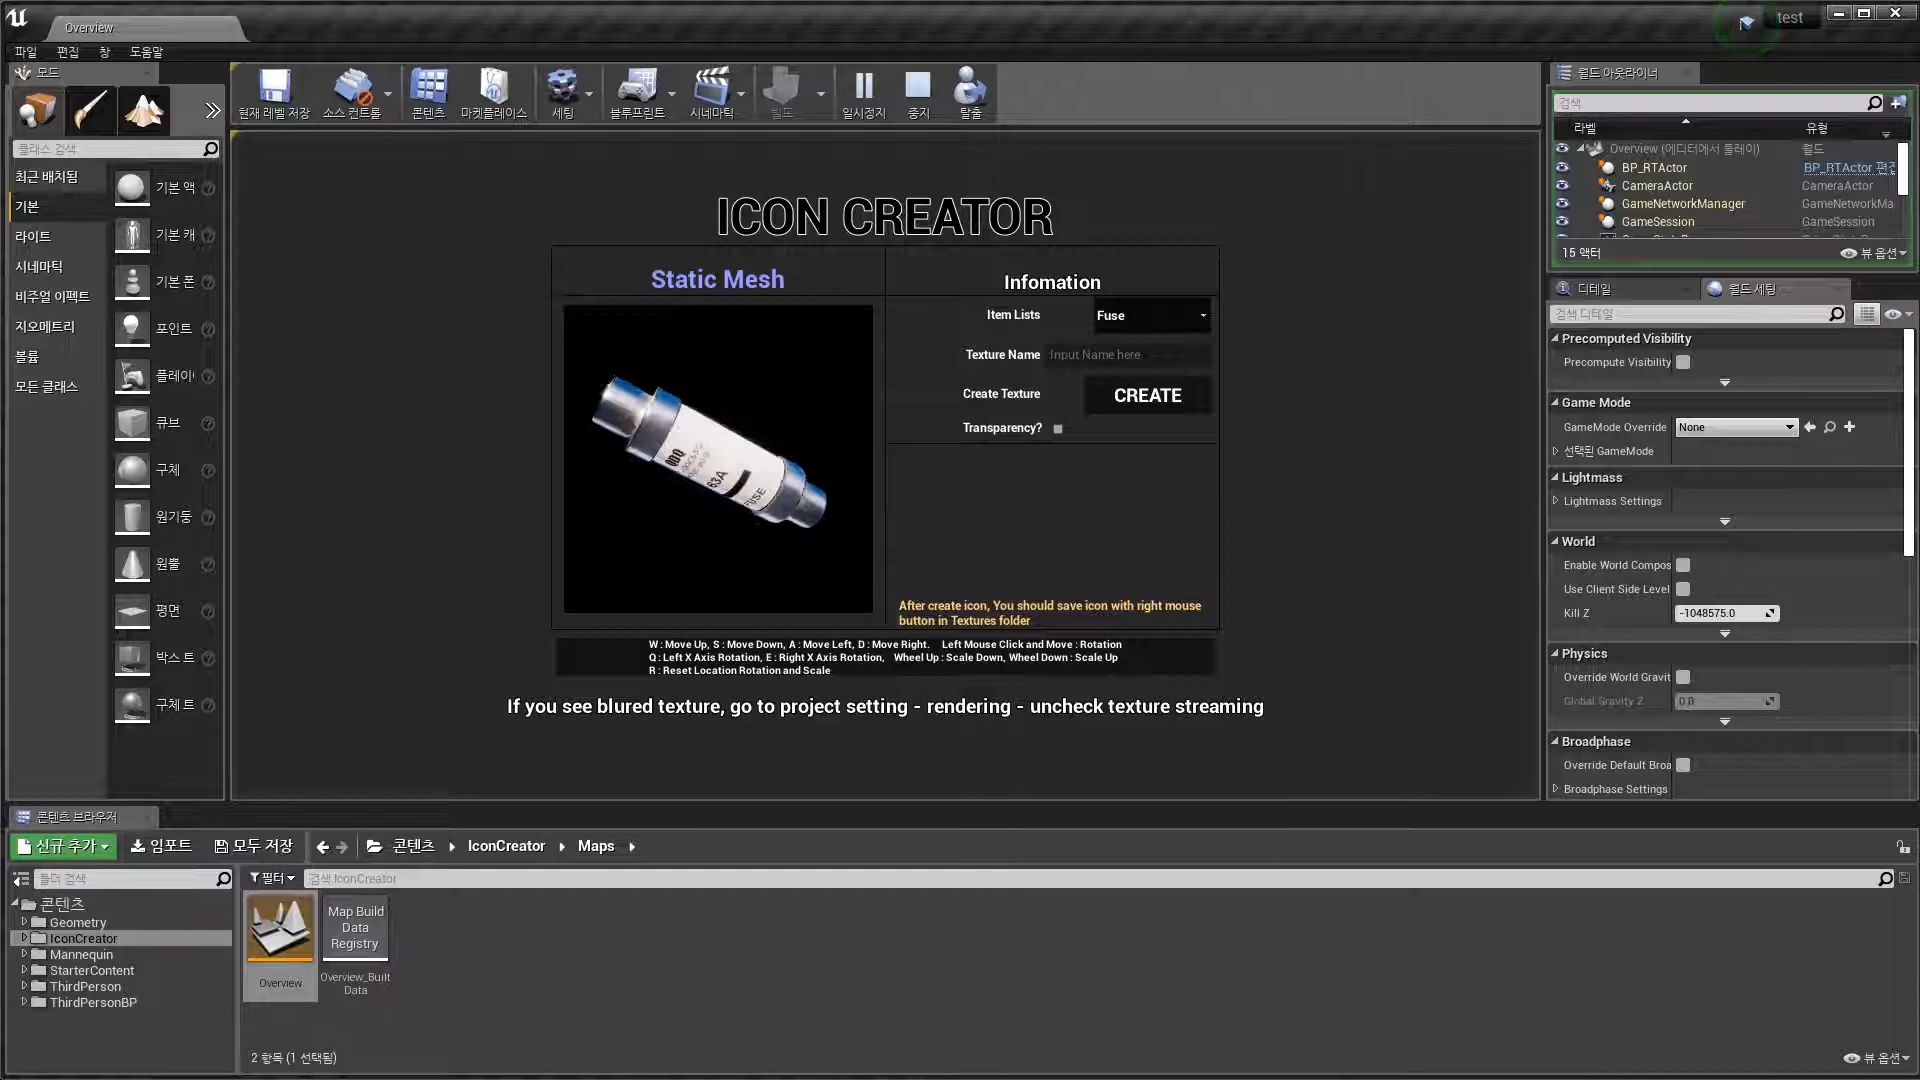 Overview
test
파일 편집 창 도움말
모드
클래스 검색
최근 배치됨
기본
라이트
시네마틱
비주얼 이펙트
지오메트리
볼륨
모든 클래스
기본 액
기본 캐
기본 폰
포인트
플레이어
큐브
구체
원기둥
원뿔
평면
박스 트
구체 트
현재 레벨 저장
소스 컨트롤
콘텐츠
마켓플레이스
세팅
블루프린트
시네마틱
빌드
일시정지
중지
탈출
ICON CREATOR
Static Mesh
63A
FUSE
Infomation
Item Lists Fuse
Texture Name Input Name here
Create Texture CREATE
Transparency?
After create icon, You should save icon with right mouse
button in Textures folder
W : Move Up, S : Move Down, A : Move Left, D : Move Right. Left Mouse Click and Move : Rotation
Q : Left X Axis Rotation, E : Right X Axis Rotation, Wheel Up : Scale Down, Wheel Down : Scale Up
R : Reset Location Rotation and Scale
If you see blured texture, go to project setting - rendering - uncheck texture streaming
월드 아웃라이너
검색
라벨 유형
Overview (에디터에서 플레이) 월드
BP_RTActor BP_RTActor 편집
CameraActor CameraActor
GameNetworkManager GameNetworkMa
GameSession GameSession
15 액터 뷰 옵션
디테일 월드 세팅
검색 디테일
Precomputed Visibility
Precompute Visibility
Game Mode
GameMode Override None
선택된 GameMode
Lightmass
Lightmass Settings
World
Enable World Compos
Use Client Side Level
Kill Z -1048575.0
Physics
Override World Gravit
Global Gravity Z 0.0
Broadphase
Override Default Broa
Broadphase Settings
콘텐츠 브라우저
신규 추가 임포트 모두 저장 콘텐츠 IconCreator Maps
폴더 검색
필터 검색 IconCreator
콘텐츠
Geometry
IconCreator
Mannequin
StarterContent
ThirdPerson
ThirdPersonBP
Overview
Map Build
Data
Registry
Overview_Built
Data
2 항목 (1 선택됨) 뷰 옵션